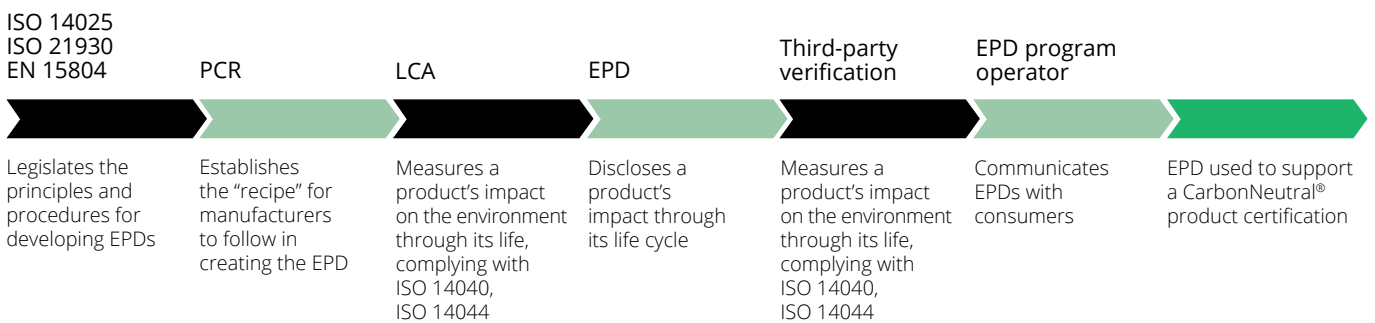 ISO 14025
ISO 21930
EN 15804
PCR
LCA
EPD
Third-party
verification
EPD program
operator
Legislates the
principles and
procedures for
developing EPDs
Establishes
the “recipe” for
manufacturers
to follow in
creating the EPD
Measures a
product’s impact
on the environment
through its life,
complying with
ISO 14040,
ISO 14044
Discloses a
product’s
impact through
its life cycle
Measures a
product’s impact
on the environment
through its life,
complying with
ISO 14040,
ISO 14044
Communicates
EPDs with
consumers
EPD used to support
a CarbonNeutral®
product certification